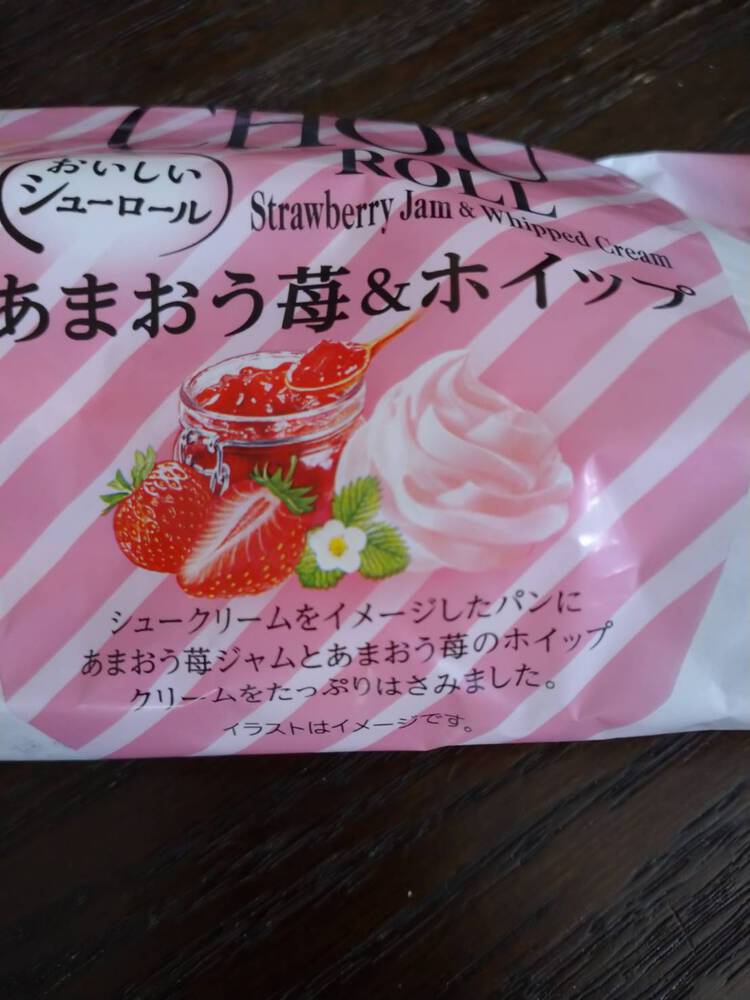 CHOU
ROLL
おいしい
シューロール
Strawberry Jam & Whipped Cream
あまおう苺&ホイップ
シュークリームをイメージしたパンに
あまおう苺ジャムとあまおう苺のホイップ
クリームをたっぷりはさみました。
イラストはイメージです。